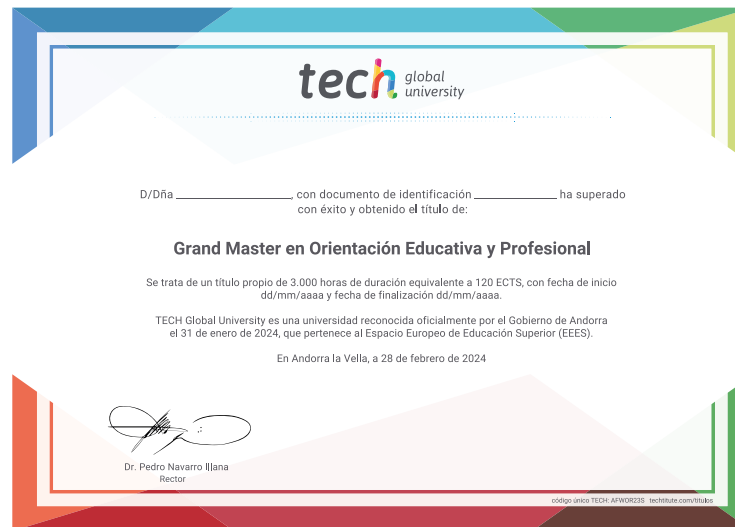 tech global university
D/Dña ______________, con documento de identificación ______________ ha superado
con éxito y obtenido el título de:
Grand Master en Orientación Educativa y Profesional
Se trata de un título propio de 3.000 horas de duración equivalente a 120 ECTS, con fecha de inicio
dd/mm/aaaa y fecha de finalización dd/mm/aaaa.
TECH Global University es una universidad reconocida oficialmente por el Gobierno de Andorra
el 31 de enero de 2024, que pertenece al Espacio Europeo de Educación Superior (EEES).
En Andorra la Vella, a 28 de febrero de 2024
Dr. Pedro Navarro Illana
Rector
código único TECH: AFWOR23S techtitute.com/titulos